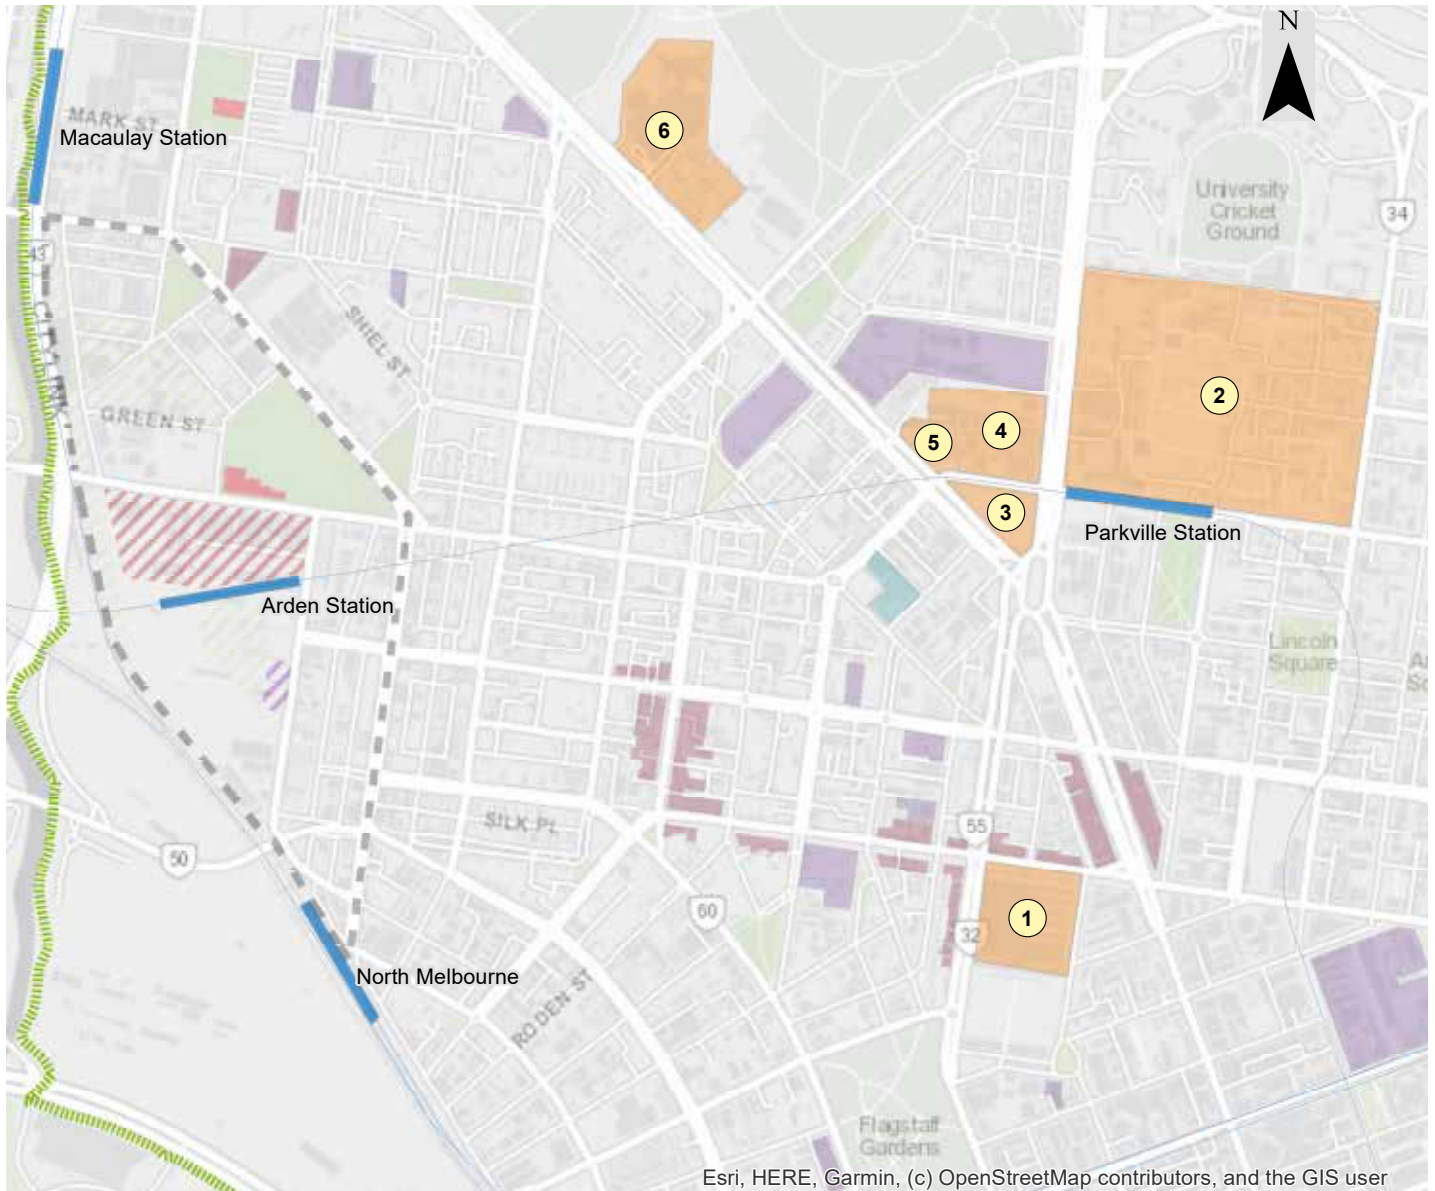 N
MARK ST
Macaulay Station
6
University
Cricket
Ground
34
43
SHIEL ST
2
GREEN ST
5
4
3
Parkville Station
Arden Station
Lincoln
Square
SILK PL
55
50
60
1
32
North Melbourne
RODEN ST
Flagstaff
Gardens
Esri, HERE, Garmin, (c) OpenStreetMap contributors, and the GIS user